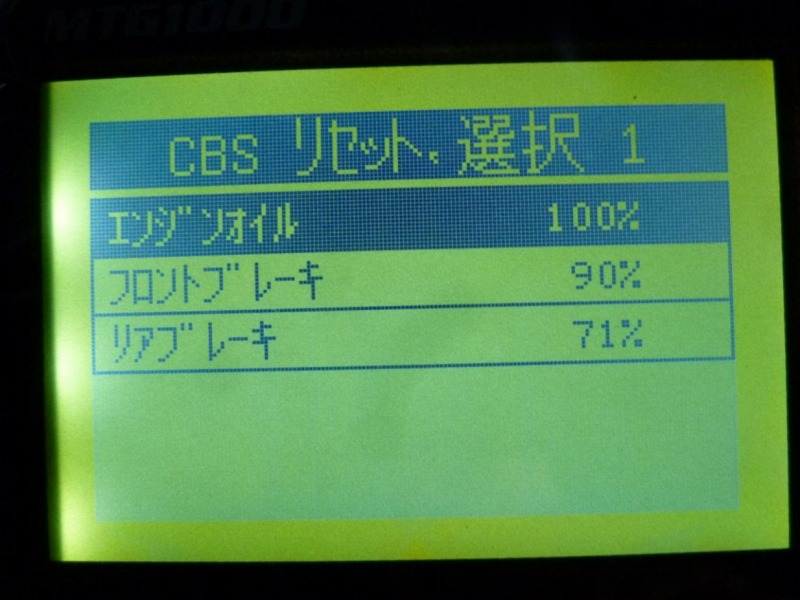 MTG1000
CBS リセット.選択 1
エンジンオイル 100%
フロントブレーキ 90%
リアブレーキ 71%